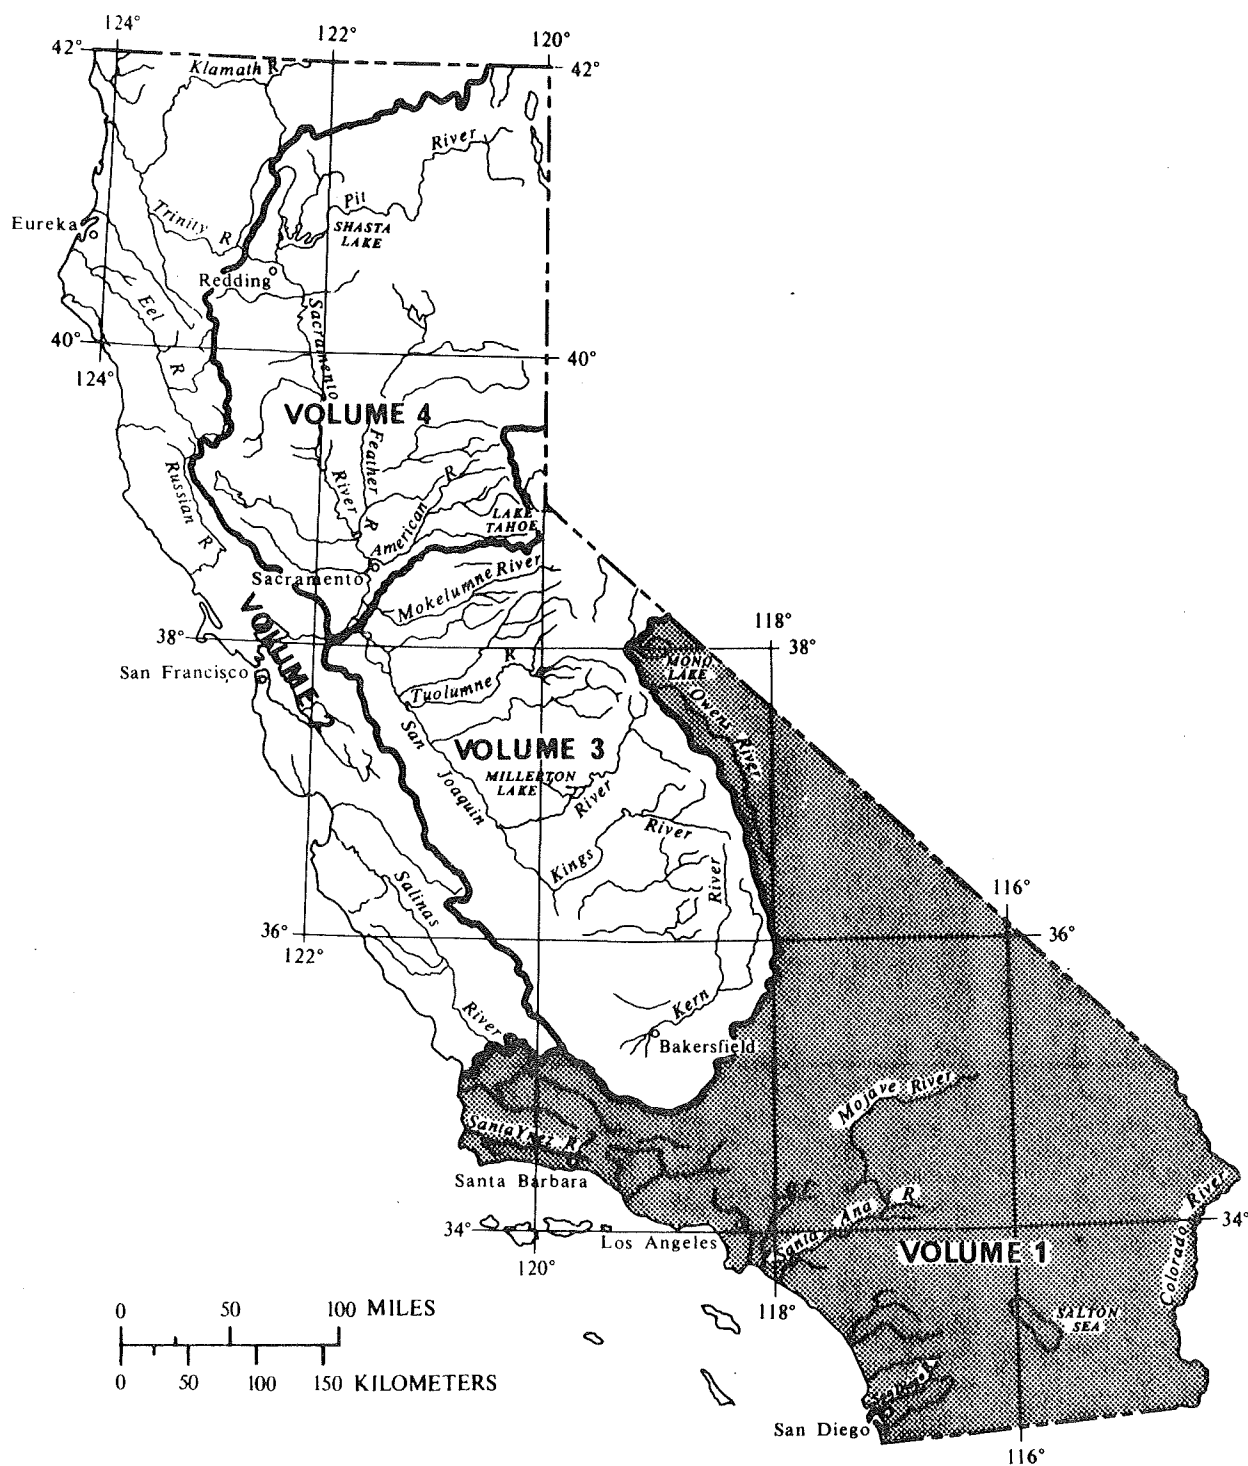 124°
122°
120°
42°
42°
Klamath R
River
Pit
Trinity R
SHASTA
LAKE
Eureka
Redding
Eel
R
Sacramento
River
40°
40°
124°
VOLUME 4
Feather
R
Russian
R
American
R
LAKE
TAHOE
Sacramento
Mokelumne River
VOLUME
118°
38°
38°
MONO
LAKE
San Francisco
Tuolumne
R
Owens River
San
Joaquin
River
VOLUME 3
MILLERTON
LAKE
Kings
River
River
Salinas
River
116°
36°
36°
122°
Kern
Bakersfield
Mojave River
Santa Ynez R
Santa Barbara
Santa Ana R
Colorado River
34°
34°
Los Angeles
VOLUME 1
120°
118°
SALTON
SEA
0 50 100 MILES
0 50 100 150 KILOMETERS
San Diego
116°